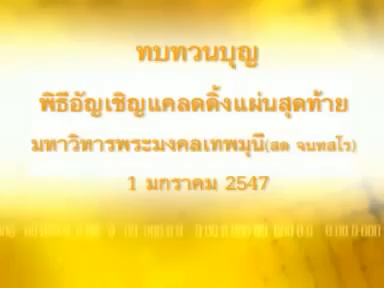 ทบทวนบุญ
พิธีอัญเชิญแคลดดิ้งแผ่นสุดท้าย
มหาวิหารพระมงคลเทพมุนี(สด จนฺทสโร)
1 มกราคม 2547